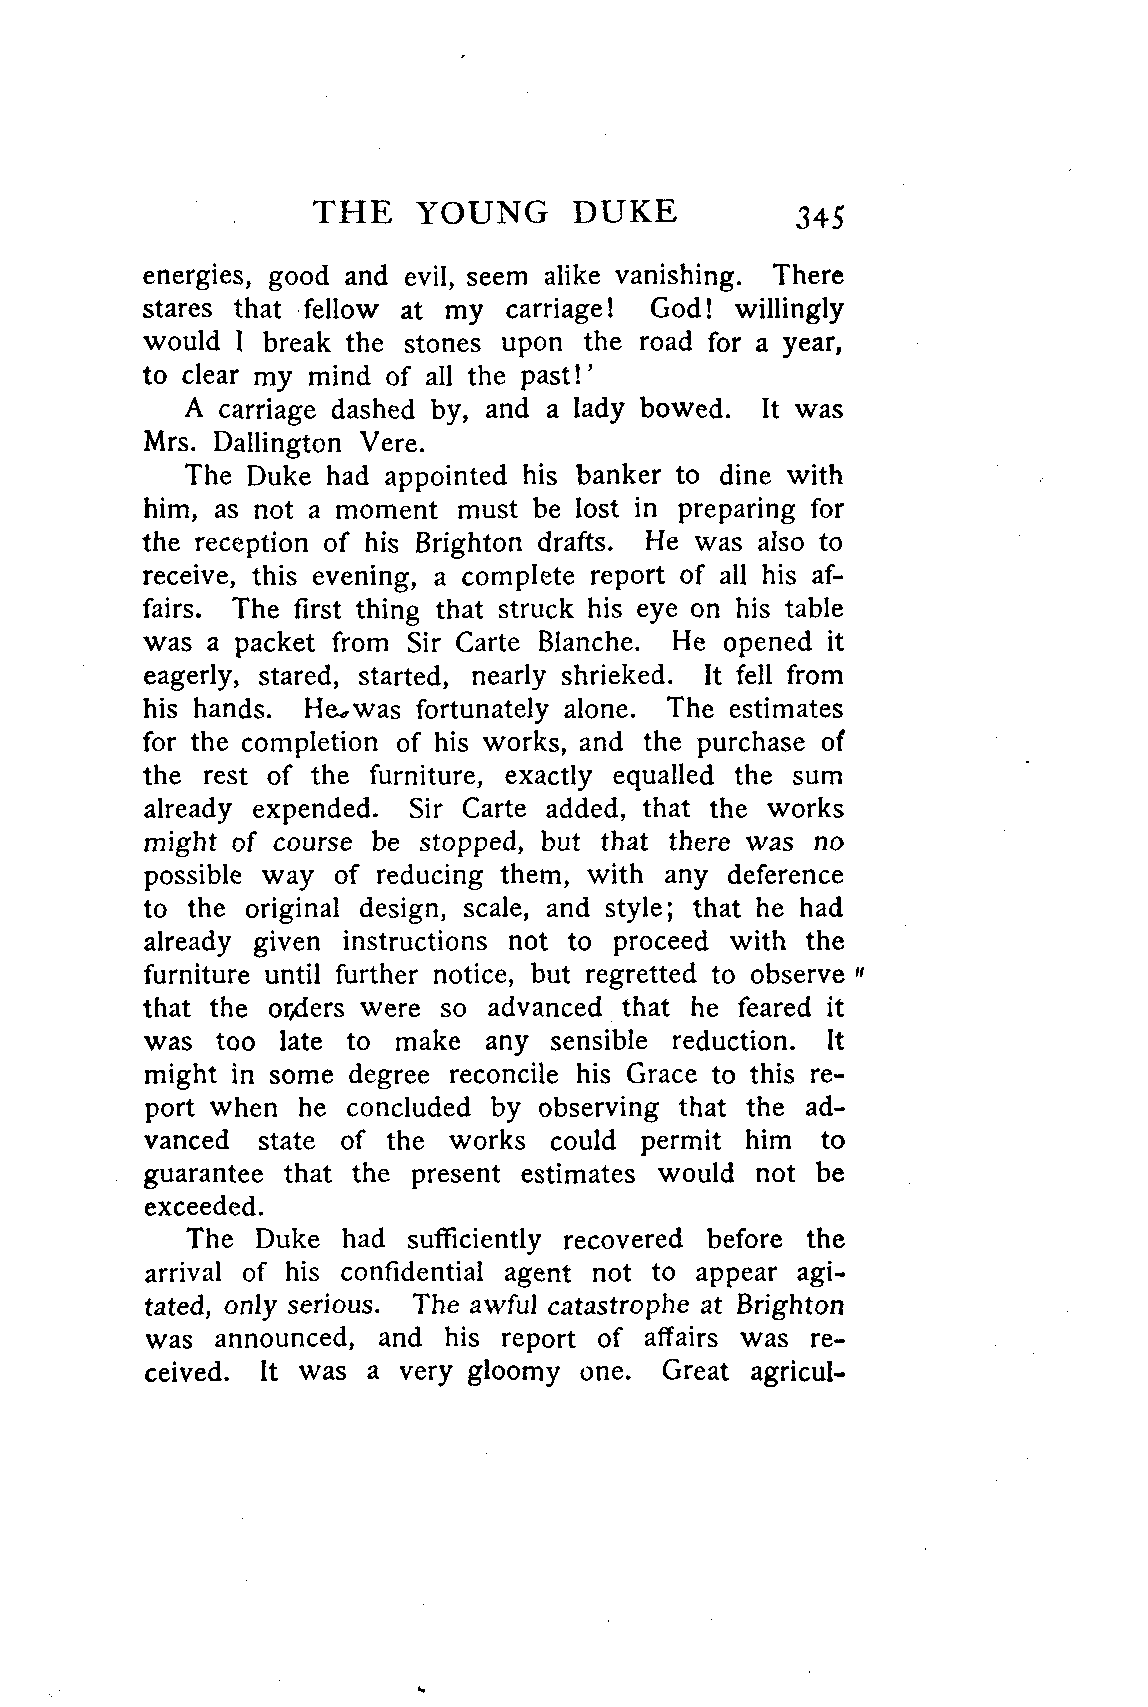 THE YOUNG DUKE 345
energies, good and evil, seem alike vanishing. There
stares that fellow at my carriage! God! willingly
would I break the stones upon the road for a year,
to clear my mind of all the past!'
A carriage dashed by, and a lady bowed. It was
Mrs. Dallington Vere.
The Duke had appointed his banker to dine with
him, as not a moment must be lost in preparing for
the reception of his Brighton drafts. He was also to
receive, this evening, a complete report of all his af-
fairs. The first thing that struck his eye on his table
was a packet from Sir Carte Blanche. He opened it
eagerly, stared, started, nearly shrieked. It fell from
his hands. He was fortunately alone. The estimates
for the completion of his works, and the purchase of
the rest of the furniture, exactly equalled the sum
already expended. Sir Carte added, that the works
might of course be stopped, but that there was no
possible way of reducing them, with any deference
to the original design, scale, and style; that he had
already given instructions not to proceed with the
furniture until further notice, but regretted to observe
that the orders were so advanced that he feared it
was too late to make any sensible reduction. It
might in some degree reconcile his Grace to this re-
port when he concluded by observing that the ad-
vanced state of the works could permit him to
guarantee that the present estimates would not be
exceeded.
The Duke had sufficiently recovered before the
arrival of his confidential agent not to appear agi-
tated, only serious. The awful catastrophe at Brighton
was announced, and his report of affairs was re-
ceived. It was a very gloomy one. Great agricul-